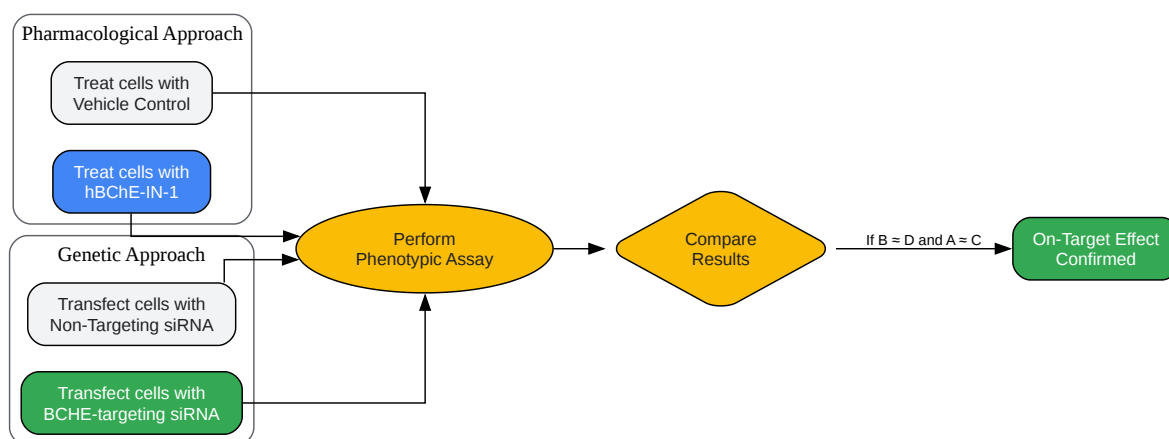 Pharmacological Approach
Treat cells with
Vehicle Control
Treat cells with
hBChE-IN-1
Genetic Approach
Transfect cells with
Non-Targeting siRNA
Transfect cells with
BCHE-targeting siRNA
Perform
Phenotypic Assay
Compare
Results
If B ≈ D and A ≈ C
On-Target Effect
Confirmed